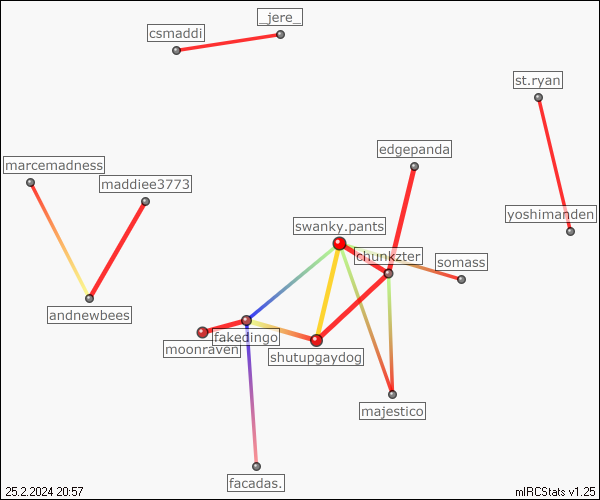 _jere_
csmaddi
st.ryan
edgepanda
marcemadness
maddiee3773
yoshimanden
swanky.pants
chunkzter
somass
andnewbees
fakedingo
moonraven
shutupgaydog
majestico
facadas.
25.2.2024 20:57
mIRCStats v1.25